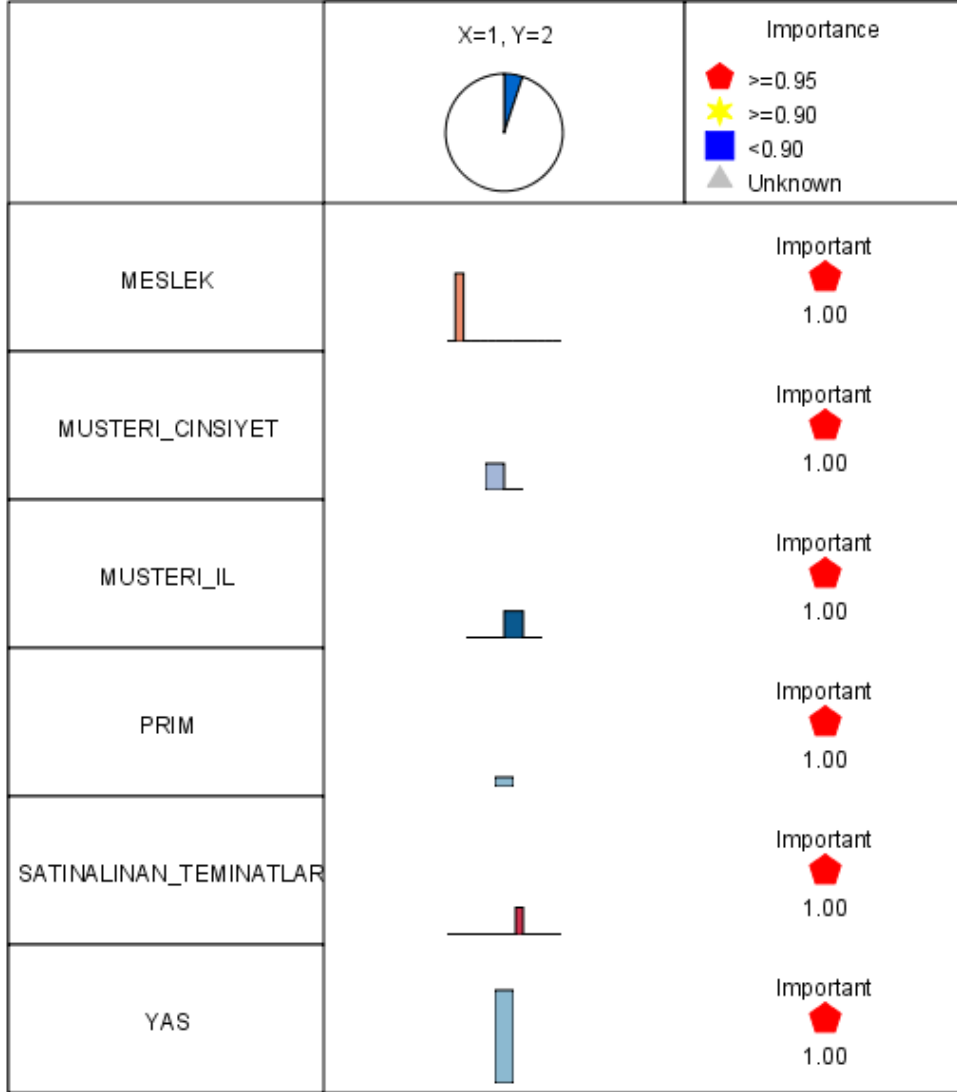 X=1, Y=2
Importance
>=0.95
>=0.90
<0.90
Unknown
MESLEK
Important
1.00
MUSTERI_CINSIYET
Important
1.00
MUSTERI_IL
Important
1.00
PRIM
Important
1.00
SATINALINAN_TEMINATLAR
Important
1.00
YAS
Important
1.00